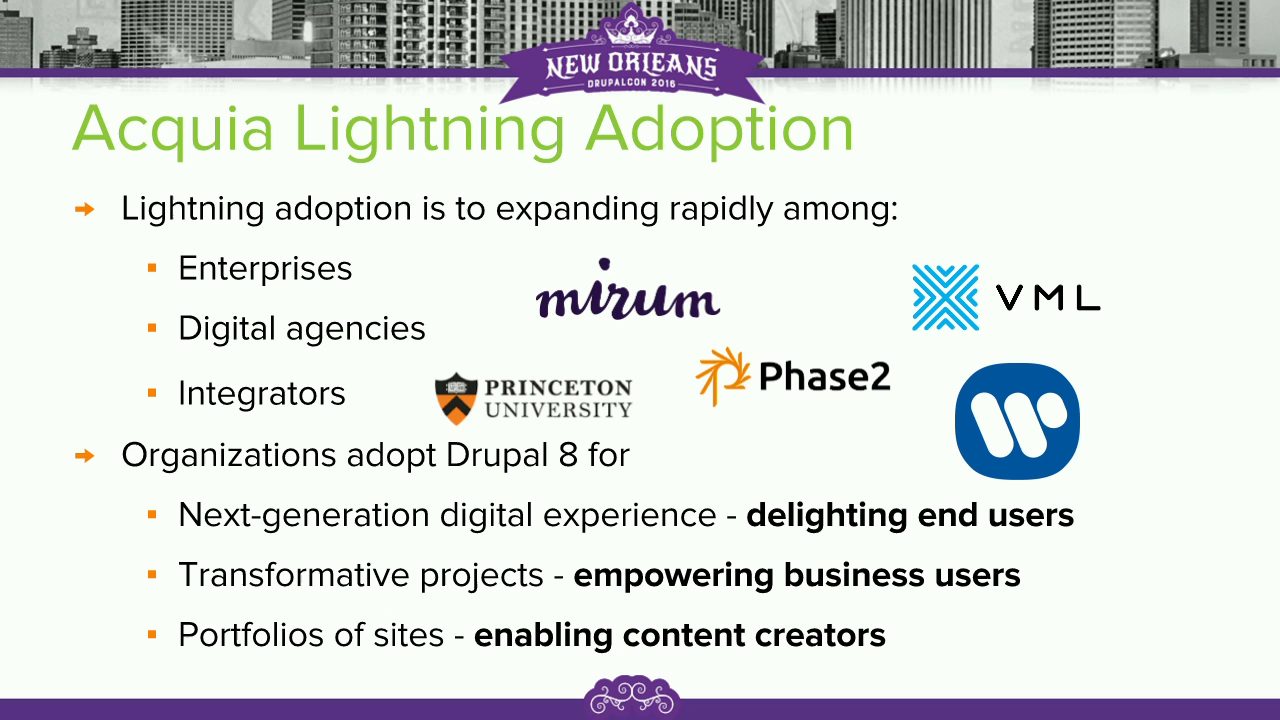 NEW ORLEANS
DRUPALCON 2016
Acquia Lightning Adoption
Lightning adoption is to expanding rapidly among:
Enterprises
Digital agencies
Integrators
mirum
VML
PRINCETON
UNIVERSITY
Phase2
Organizations adopt Drupal 8 for
Next-generation digital experience - delighting end users
Transformative projects - empowering business users
Portfolios of sites - enabling content creators